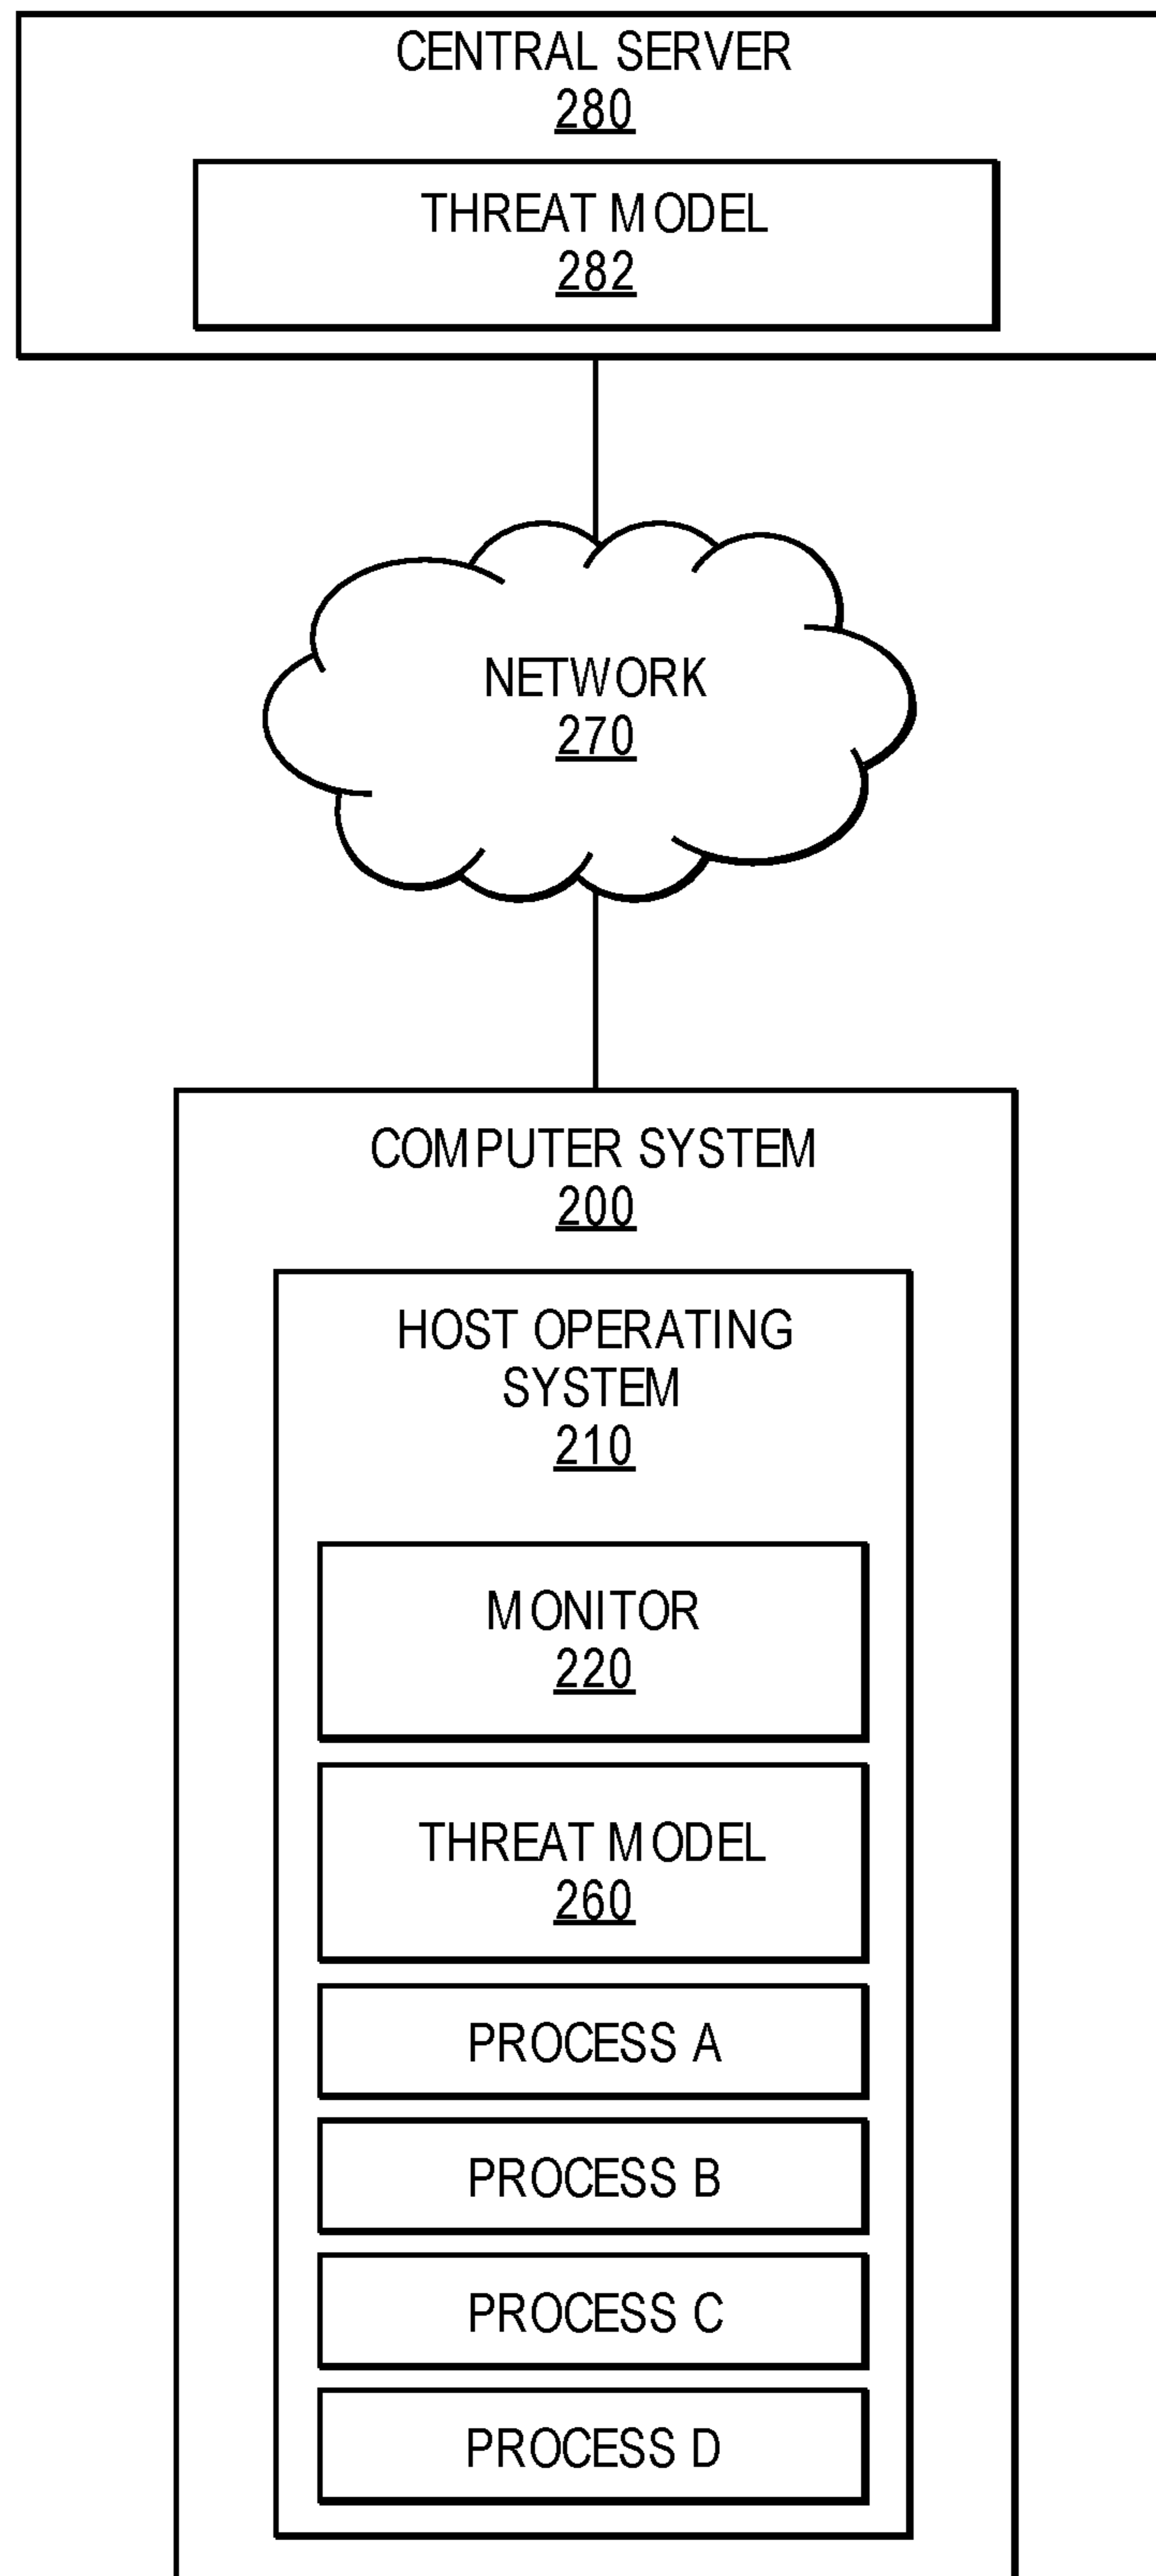 CENTRAL SERVER
280
THREAT MODEL
282
NETWORK
270
COMPUTER SYSTEM
200
HOST OPERATING
SYSTEM
210
MONITOR
220
THREAT MODEL
260
PROCESS A
PROCESS B
PROCESS C
PROCESS D